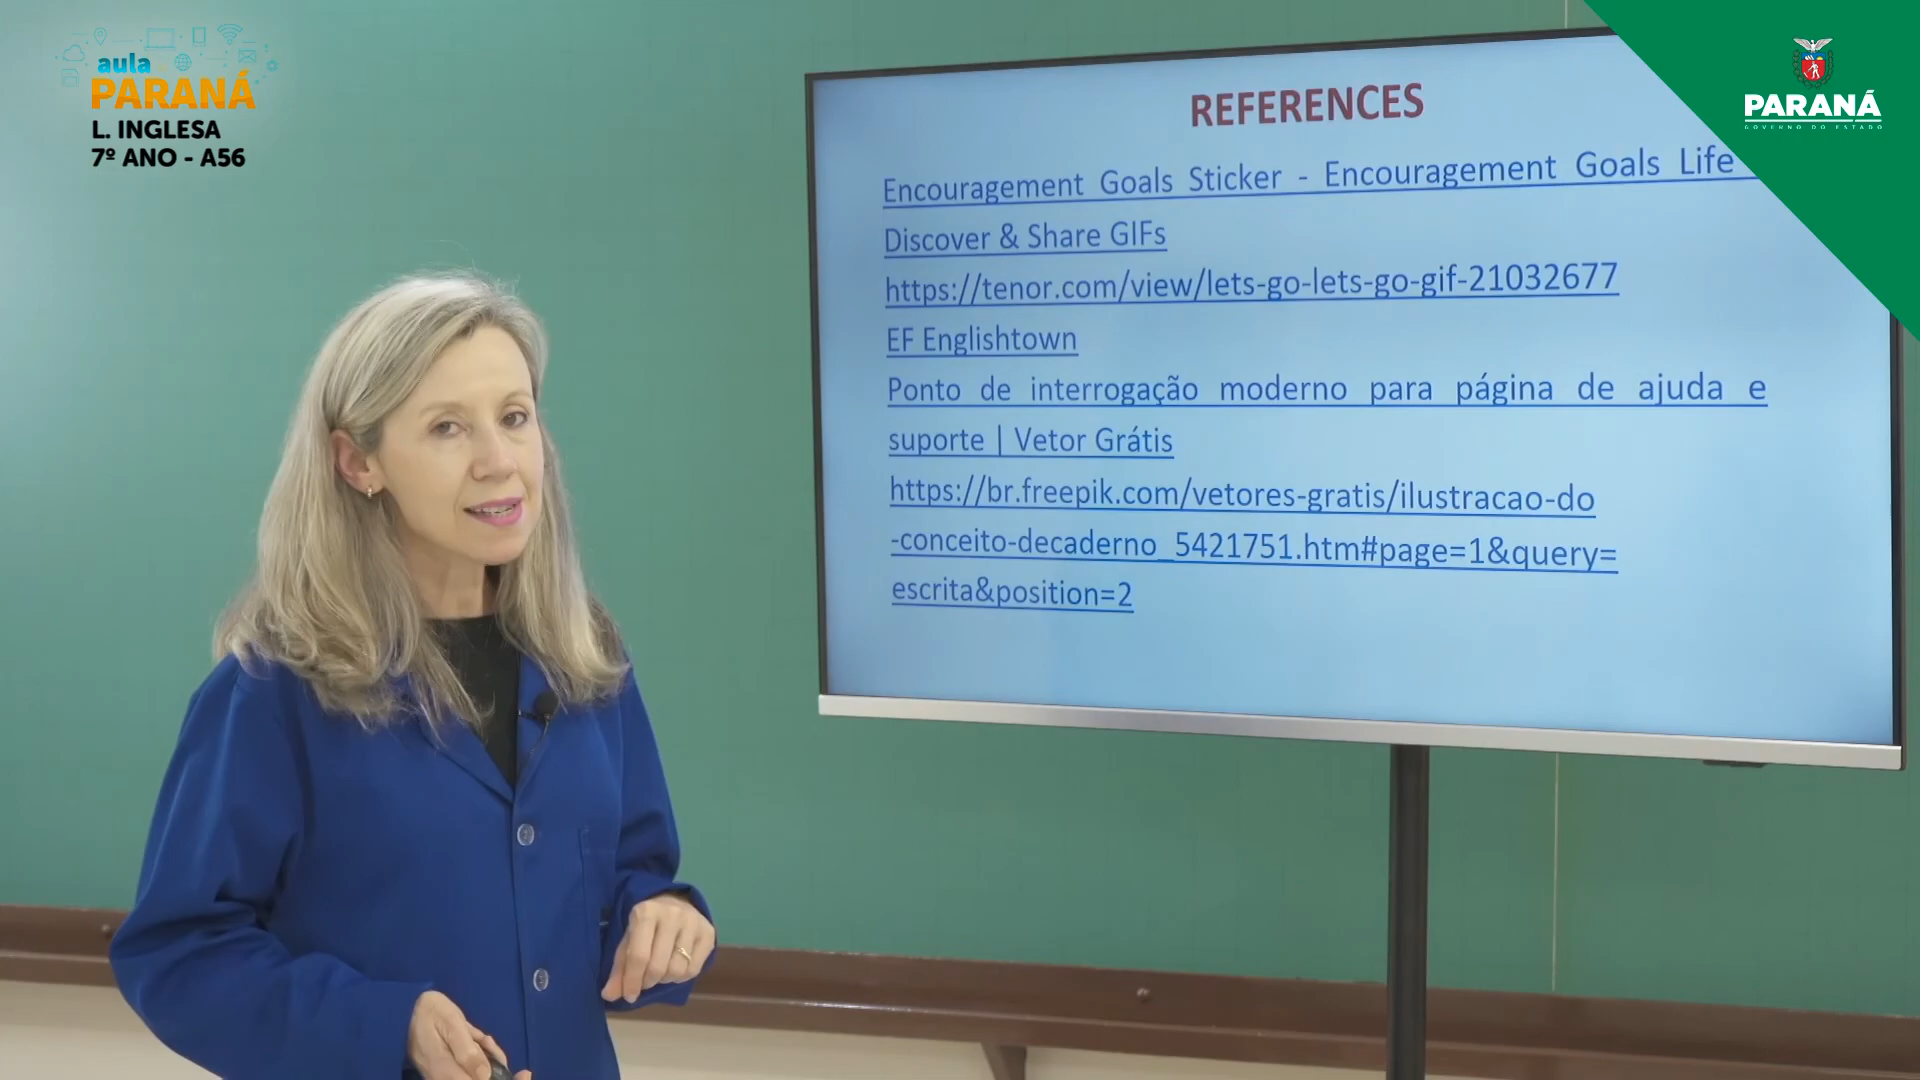 aula
PARANÁ
L. INGLESA
7º ANO - A56
PARANÁ
GOVERNO DO ESTADO
REFERENCES
Encouragement Goals Sticker - Encouragement Goals Life
Discover & Share GIFs
https://tenor.com/view/lets-go-lets-go-gif-21032677
EF Englishtown
Ponto de interrogação moderno para página de ajuda e
suporte | Vetor Grátis
https://br.freepik.com/vetores-gratis/ilustracao-do
-conceito-decaderno_5421751.htm#page=1&query=
escrita&position=2